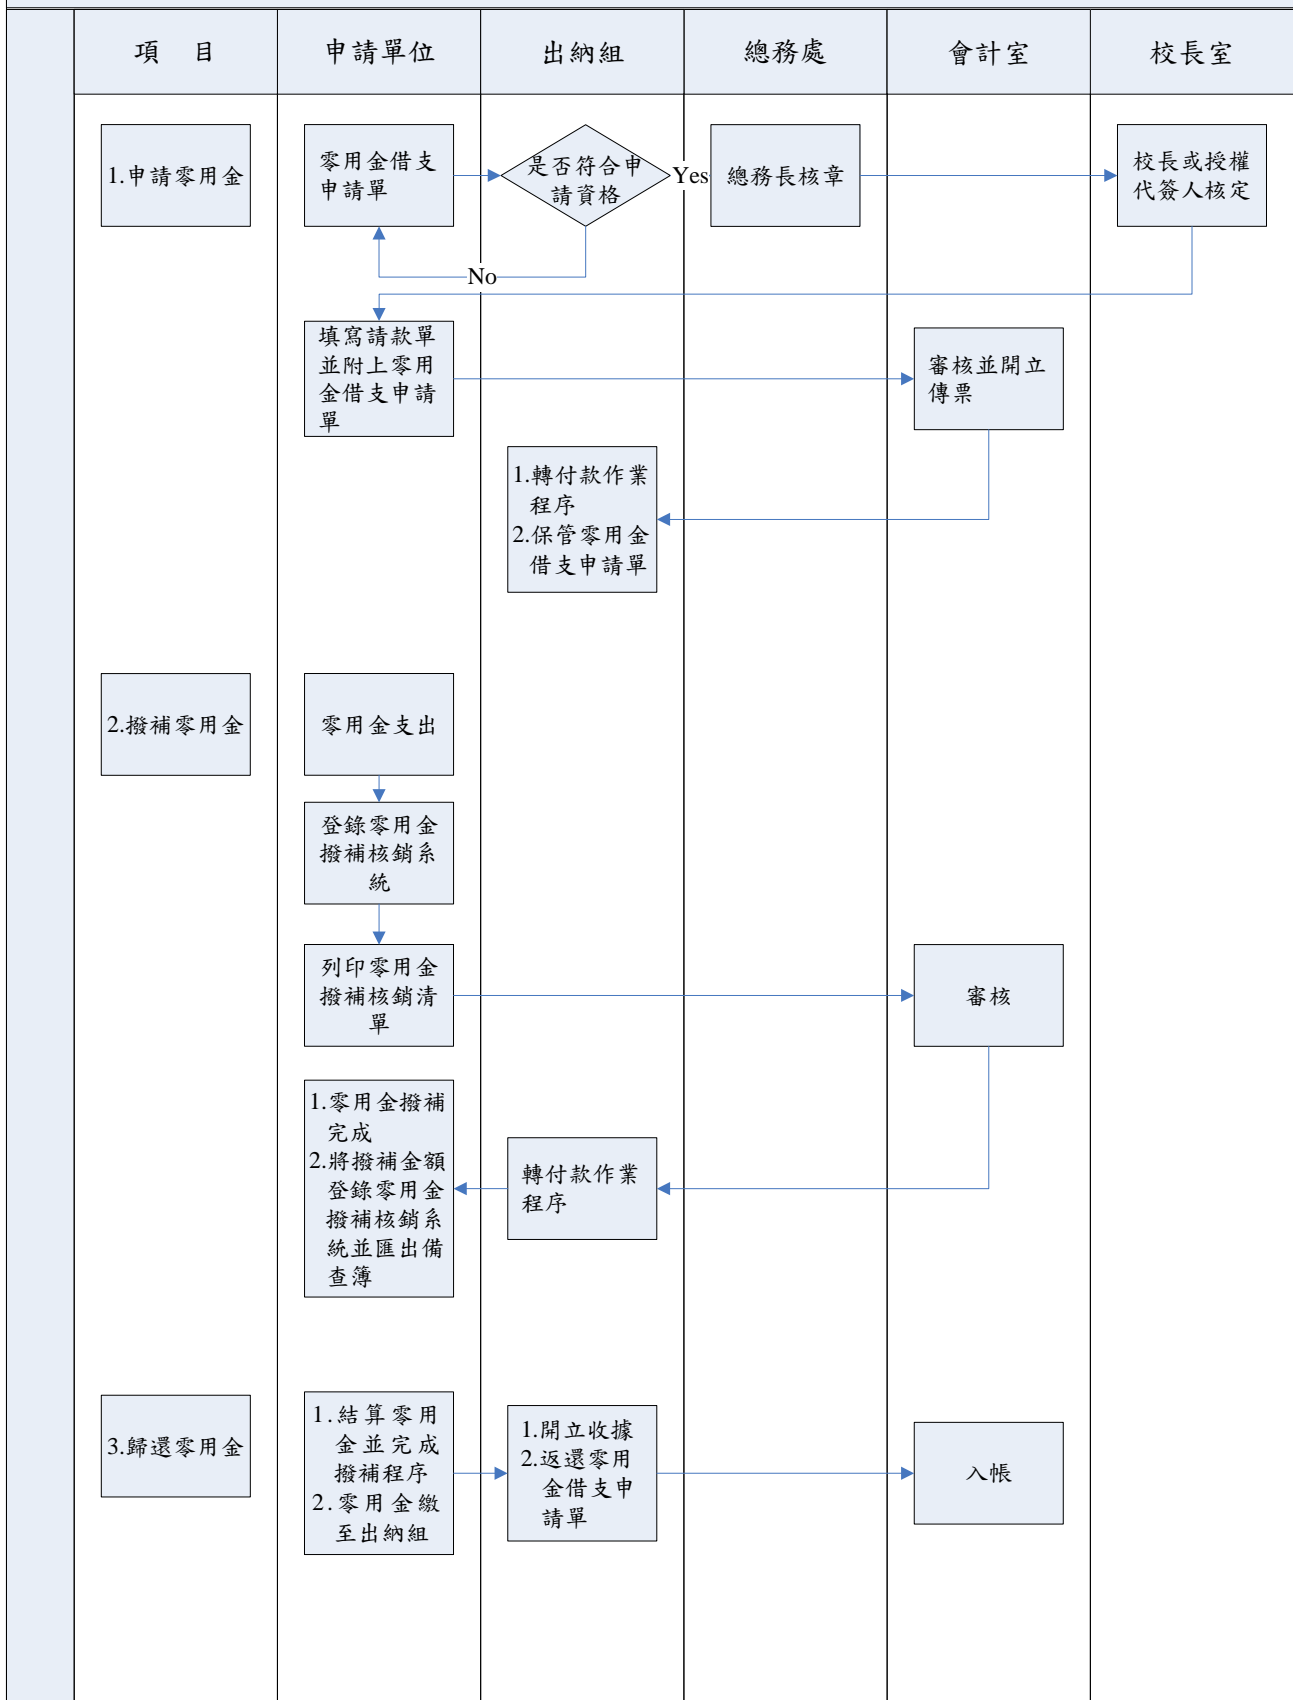 項　目
申請單位
出納組
總務處
會計室
校長室
1.申請零用金
零用金借支
申請單
是否符合申
請資格
Yes
總務長核章
校長或授權
代簽人核定
No
填寫請款單
並附上零用
金借支申請
單
審核並開立
傳票
1.轉付款作業
程序
2.保管零用金
借支申請單
2.撥補零用金
零用金支出
登錄零用金
撥補核銷系
統
列印零用金
撥補核銷清
單
審核
1.零用金撥補
完成
2.將撥補金額
登錄零用金
撥補核銷系
統並匯出備
查簿
轉付款作業
程序
3.歸還零用金
1.結算零用
金並完成
撥補程序
2.零用金繳
至出納組
1.開立收據
2.返還零用
金借支申
請單
入帳